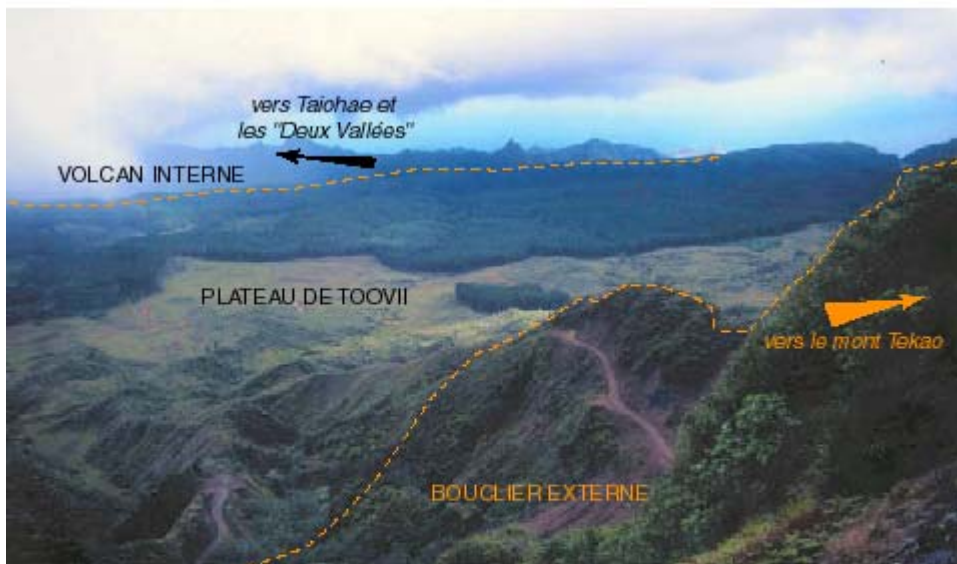 vers Taiohae et
les "Deux Vallées"
VOLCAN INTERNE
PLATEAU DE TOOVII
vers le mont Tekao
BOUCLIER EXTERNE